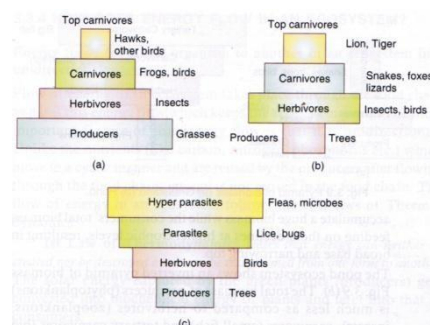 Top carnivores
Hawks,
other birds
Carnivores
Frogs, birds
Herbivores
Insects
Producers
Grasses
(a)
Top carnivores
Lion, Tiger
Carnivores
Snakes, foxes
lizards
Herbivores
Insects, birds
Producers
Trees
(b)
Hyper parasites
Fleas, microbes
Parasites
Lice, bugs
Herbivores
Birds
Producers
Trees
(c)